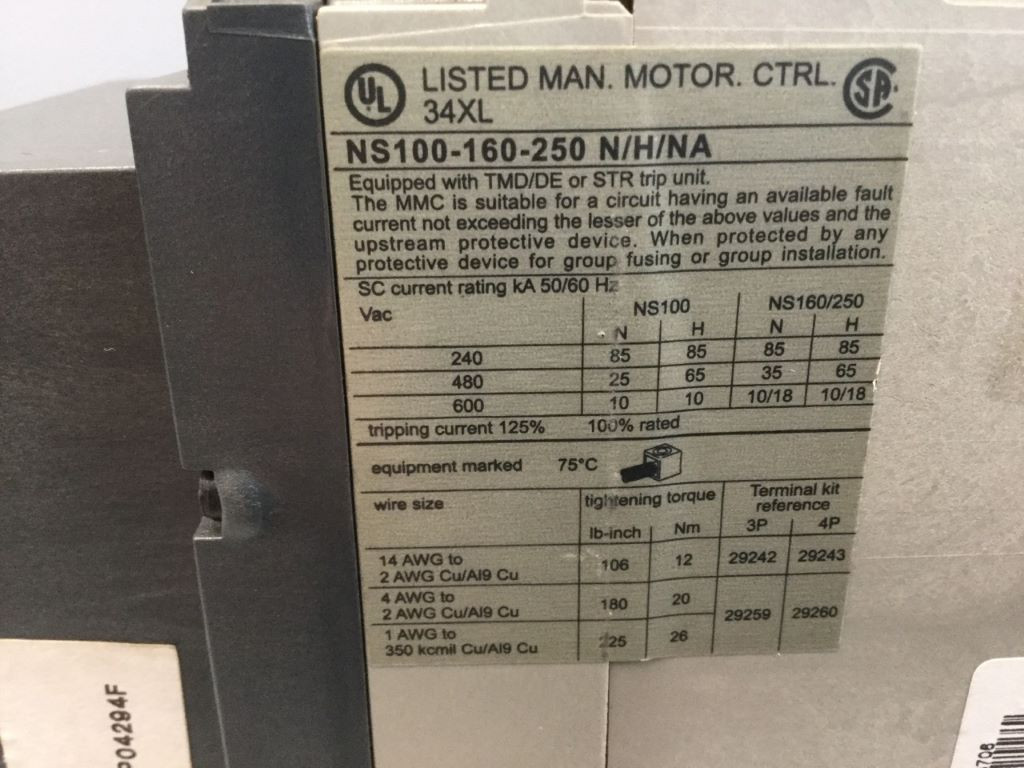 UL LISTED MAN. MOTOR. CTRL. SA
34XL
NS100-160-250 N/H/NA
Equipped with TMD/DE or STR trip unit.
The MMC is suitable for a circuit having an available fault
current not exceeding the lesser of the above values and the
upstream protective device. When protected by any
protective device for group fusing or group installation.
SC current rating kA 50/60 Hz
Vac NS100 NS160/250
N H N H
240 85 85 85 85
480 25 65 35 65
600 10 10 10/18 10/18
tripping current 125% 100% rated
equipment marked 75°C
wire size tightening torque Terminal kit
reference
lb-inch Nm 3P 4P
14 AWG to
2 AWG Cu/Al9 Cu 106 12 29242 29243
4 AWG to
2 AWG Cu/Al9 Cu 180 20 29259 29260
1 AWG to
350 kcmil Cu/Al9 Cu 225 26
P04294F
5708